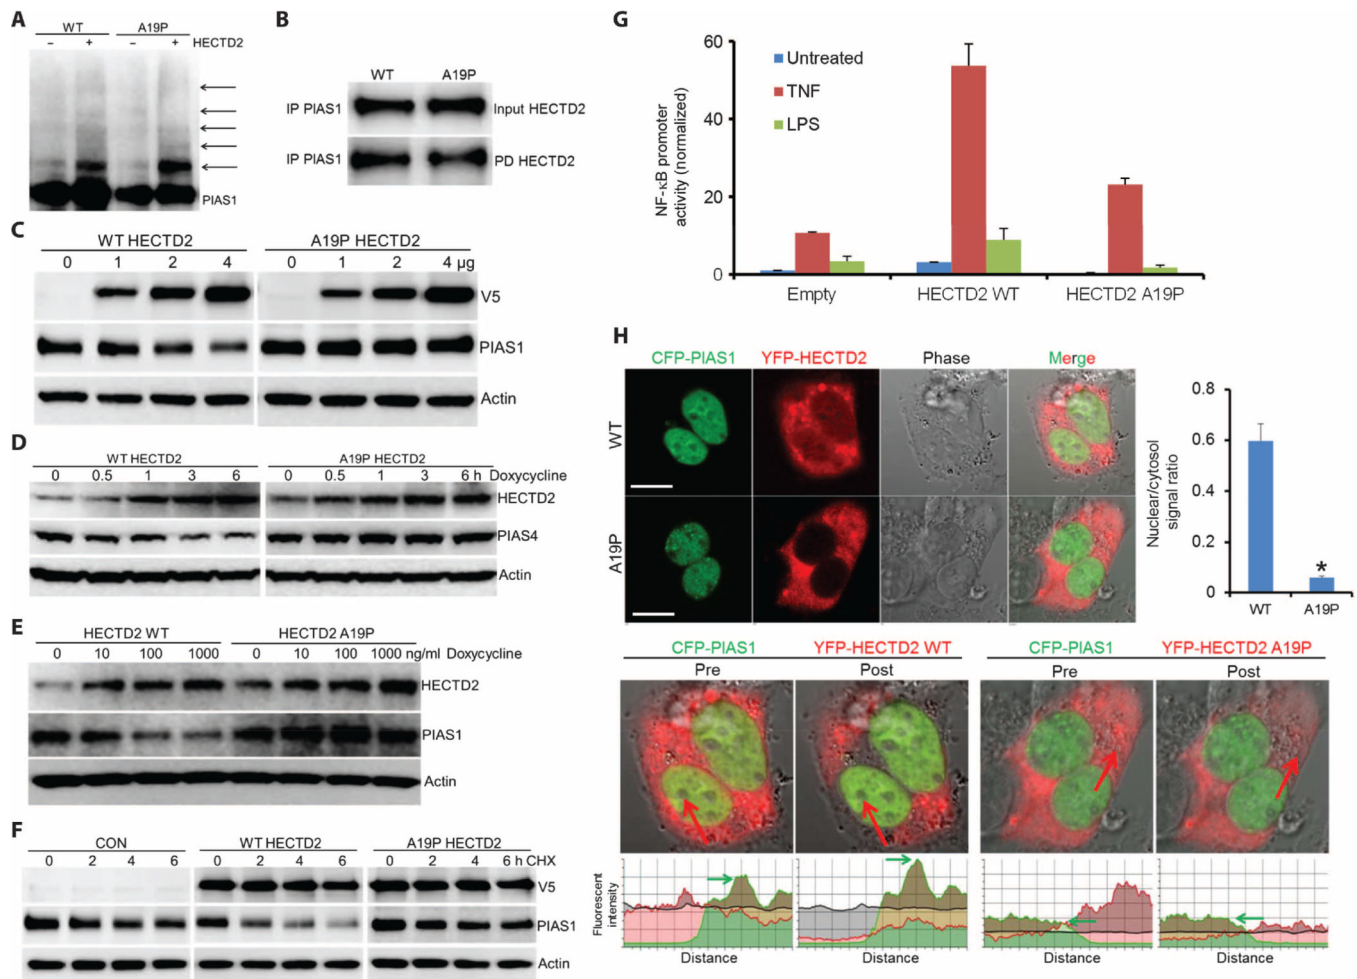 A
WT A19P
– + – + HECTD2
PIAS1
B
WT A19P
IP PIAS1 Input HECTD2
IP PIAS1 PD HECTD2
C
WT HECTD2 A19P HECTD2
0 1 2 4 0 1 2 4 µg
V5
PIAS1
Actin
D
WT HECTD2 A19P HECTD2
0 0.5 1 3 6 0 0.5 1 3 6 h Doxycycline
HECTD2
PIAS4
Actin
E
HECTD2 WT HECTD2 A19P
0 10 100 1000 0 10 100 1000 ng/ml Doxycycline
HECTD2
PIAS1
Actin
F
CON WT HECTD2 A19P HECTD2
0 2 4 6 0 2 4 6 0 2 4 6 h CHX
V5
PIAS1
Actin
G
NF-κB promoter
activity (normalized)
60
40
20
0
Untreated
TNF
LPS
Empty HECTD2 WT HECTD2 A19P
H
CFP-PIAS1 YFP-HECTD2 Phase Merge
WT
A19P
Nuclear/cytosol
signal ratio
0.8
0.6
0.4
0.2
0
*
WT A19P
CFP-PIAS1 YFP-HECTD2 WT CFP-PIAS1 YFP-HECTD2 A19P
Pre Post Pre Post
Fluorescent
intensity
Distance Distance Distance Distance